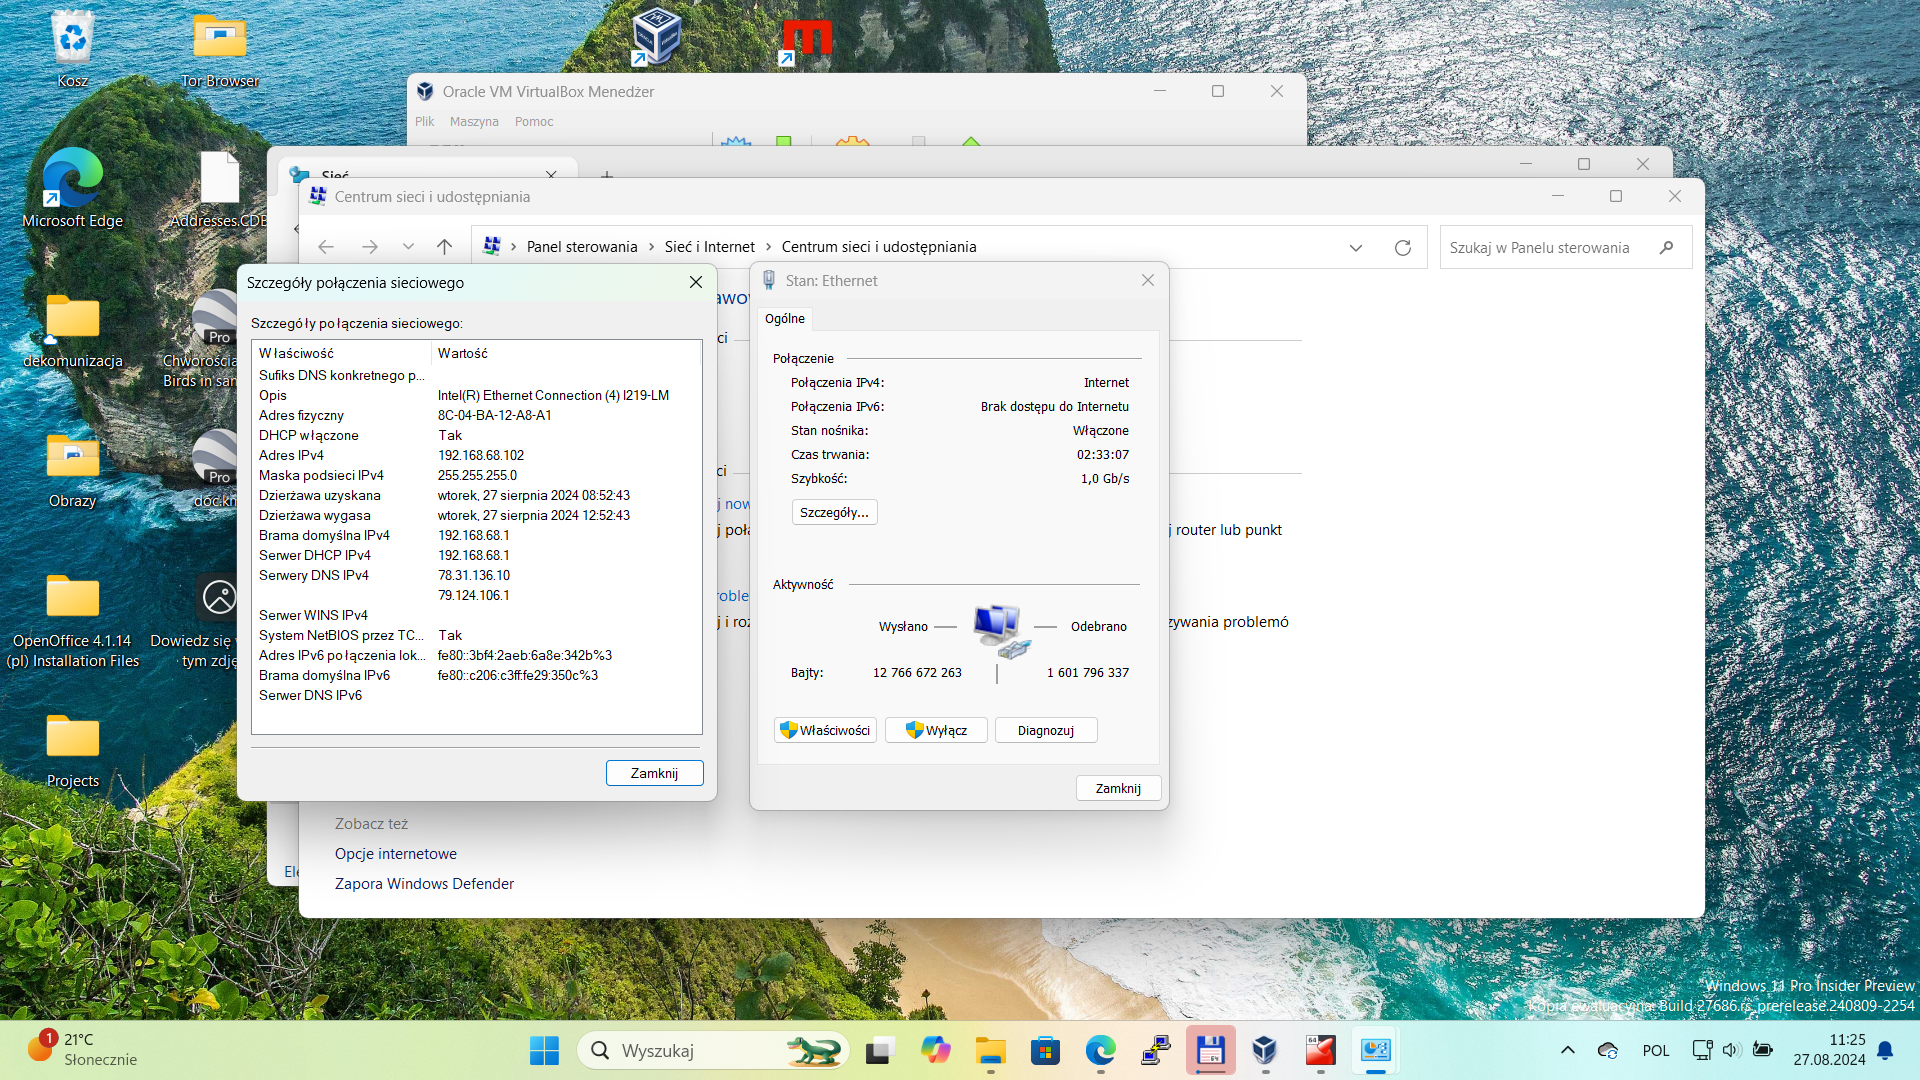 Kosz
Tor Browser
Microsoft Edge
Addresses.CDE
dekomunizacja
Pro
Chworościa
Birds in san
Obrazy
Pro
doc.kn
OpenOffice 4.1.14
(pl) Installation Files
Dowiedz się w
tym zdję
Projects
Oracle VM VirtualBox Menedżer
Plik Maszyna Pomoc
Sieć
Centrum sieci i udostępniania
Panel sterowania > Sieć i Internet > Centrum sieci i udostępniania
Szukaj w Panelu sterowania
Szczegóły połączenia sieciowego
Szczegóły połączenia sieciowego:
Właściwość Wartość
Sufiks DNS konkretnego p...
Opis Intel(R) Ethernet Connection (4) I219-LM
Adres fizyczny 8C-04-BA-12-A8-A1
DHCP włączone Tak
Adres IPv4 192.168.68.102
Maska podsieci IPv4 255.255.255.0
Dzierżawa uzyskana wtorek, 27 sierpnia 2024 08:52:43
Dzierżawa wygasa wtorek, 27 sierpnia 2024 12:52:43
Brama domyślna IPv4 192.168.68.1
Serwer DHCP IPv4 192.168.68.1
Serwery DNS IPv4 78.31.136.10
79.124.106.1
Serwer WINS IPv4
System NetBIOS przez TC... Tak
Adres IPv6 połączenia lok... fe80::3bf4:2aeb:6a8e:342b%3
Brama domyślna IPv6 fe80::c206:c3ff:fe29:350c%3
Serwer DNS IPv6
Zamknij
Stan: Ethernet
Ogólne
Połączenie
Połączenia IPv4: Internet
Połączenia IPv6: Brak dostępu do Internetu
Stan nośnika: Włączone
Czas trwania: 02:33:07
Szybkość: 1,0 Gb/s
Szczegóły...
Aktywność
Wysłano Odebrano
Bajty: 12 766 672 263 1 601 796 337
Właściwości Wyłącz Diagnozuj
Zamknij
awo
ci
ci
j now
j poła
j router lub punkt
roble
j i roz
zywania problemó
Zobacz też
Opcje internetowe
Zapora Windows Defender
Ele
Windows 11 Pro Insider Preview
Kopia ewaluacyjna. Build 27686.rs_prerelease.240809-2254
1
21°C
Słonecznie
Wyszukaj
64
64
POL
11:25
27.08.2024